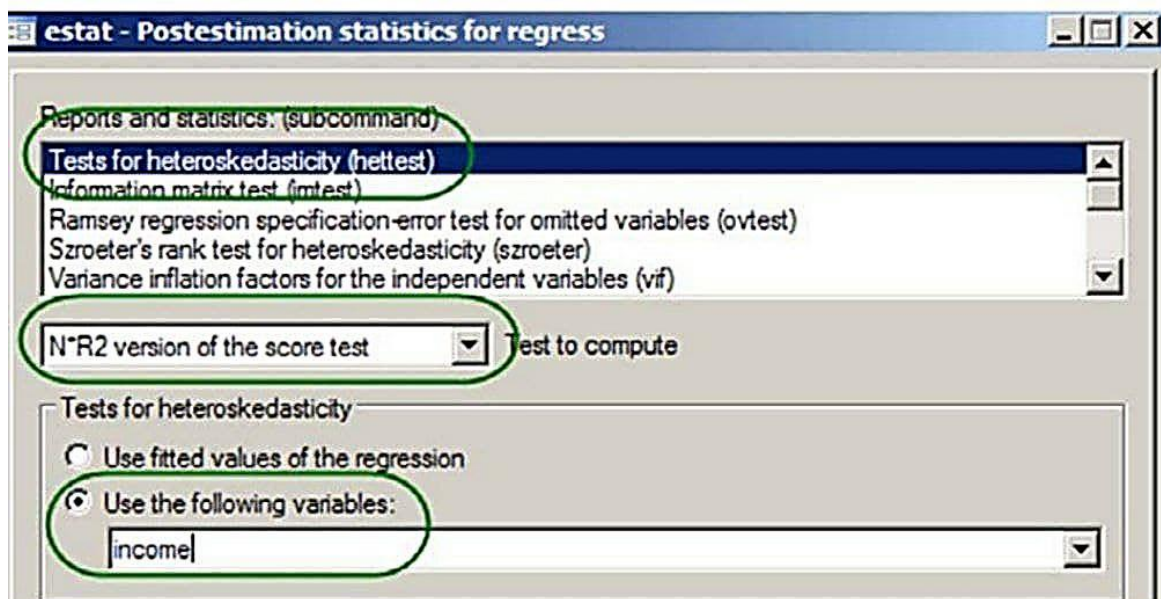 estat - Postestimation statistics for regress
Reports and statistics: (subcommand)
Tests for heteroskedasticity (hettest)
Information matrix test (imtest)
Ramsey regression specification-error test for omitted variables (ovtest)
Szroeter's rank test for heteroskedasticity (szroeter)
Variance inflation factors for the independent variables (vif)
N*R2 version of the score test Test to compute
Tests for heteroskedasticity
Use fitted values of the regression
Use the following variables:
income